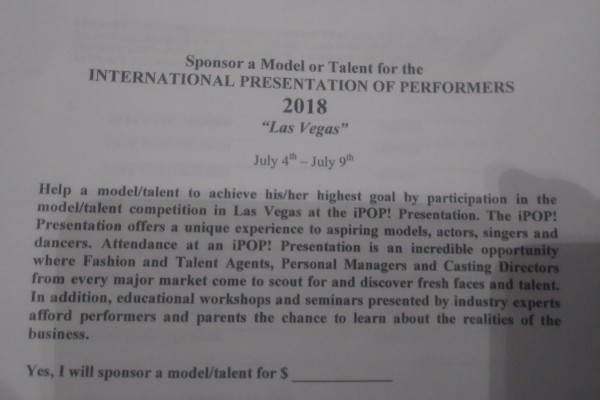 Sponsor a Model or Talent for the
INTERNATIONAL PRESENTATION OF PERFORMERS
2018
"Las Vegas"
July 4th – July 9th
Help a model/talent to achieve his/her highest goal by participation in the
model/talent competition in Las Vegas at the iPOP! Presentation. The iPOP!
Presentation offers a unique experience to aspiring models, actors, singers and
dancers. Attendance at an iPOP! Presentation is an incredible opportunity
where Fashion and Talent Agents, Personal Managers and Casting Directors
from every major market come to scout for and discover fresh faces and talent.
In addition, educational workshops and seminars presented by industry experts
afford performers and parents the chance to learn about the realities of the
business.
Yes, I will sponsor a model/talent for $ ____________